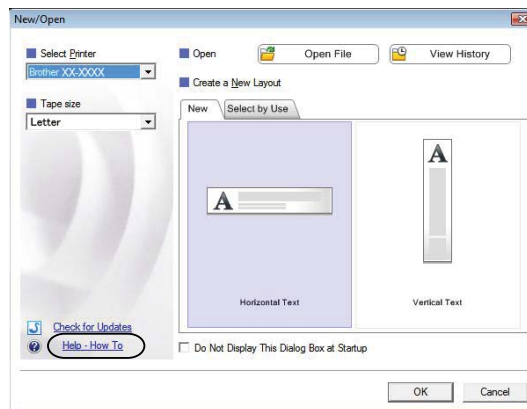 New/Open
Select Printer
Brother XX-XXXX
Tape size
Letter
Check for Updates
Help - How To
Open
Open File
View History
Create a New Layout
New
Select by Use
A
Horizontal Text
A
Vertical Text
Do Not Display This Dialog Box at Startup
OK
Cancel